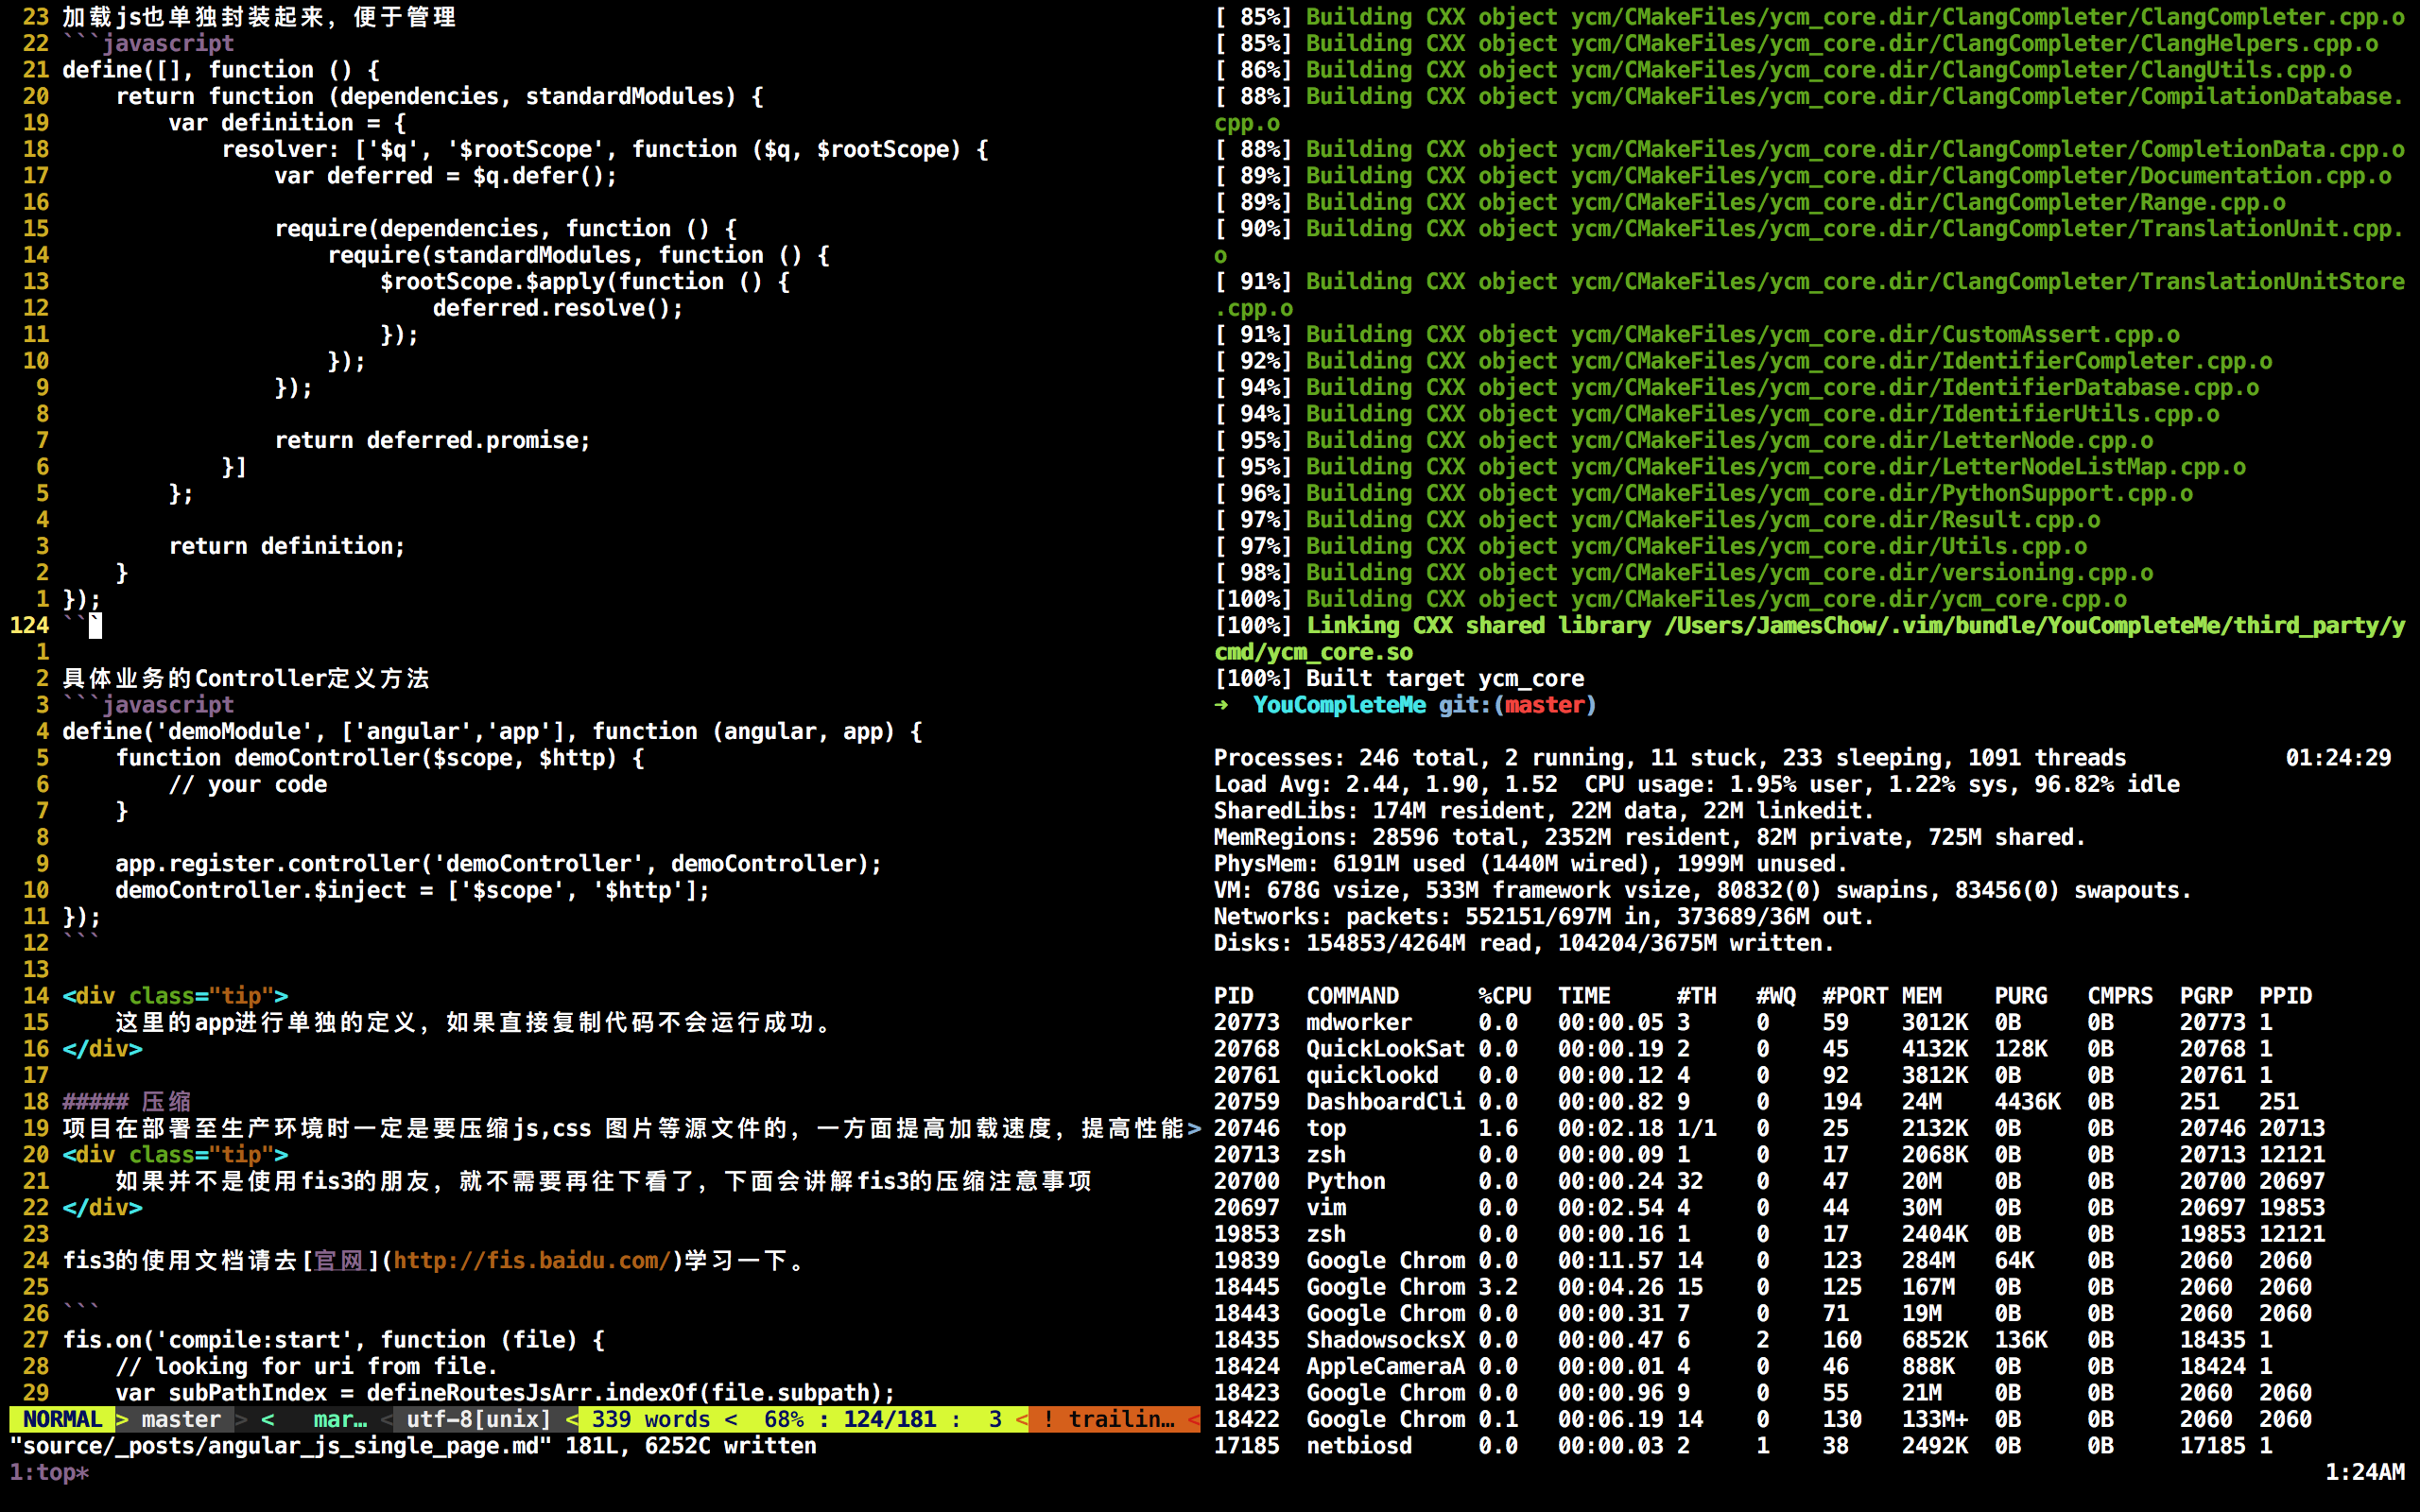 23 加载js也单独封装起来，便于管理
22 ```javascript
21 define([], function () {
20     return function (dependencies, standardModules) {
19         var definition = {
18             resolver: ['$q', '$rootScope', function ($q, $rootScope) {
17                 var deferred = $q.defer();
16
15                 require(dependencies, function () {
14                     require(standardModules, function () {
13                         $rootScope.$apply(function () {
12                             deferred.resolve();
11                         });
10                     });
9                 });
8
7                 return deferred.promise;
6             }]
5         };
4
3         return definition;
2     }
1 });
124 ```
1
2 具体业务的Controller定义方法
3 ```javascript
4 define('demoModule', ['angular','app'], function (angular, app) {
5     function demoController($scope, $http) {
6         // your code
7     }
8
9     app.register.controller('demoController', demoController);
10     demoController.$inject = ['$scope', '$http'];
11 });
12 ```
13
14 <div class="tip">
15     这里的app进行单独的定义，如果直接复制代码不会运行成功。
16 </div>
17
18 ##### 压缩
19 项目在部署至生产环境时一定是要压缩js,css 图片等源文件的，一方面提高加载速度，提高性能>
20 <div class="tip">
21     如果并不是使用fis3的朋友，就不需要再往下看了，下面会讲解fis3的压缩注意事项
22 </div>
23
24 fis3的使用文档请去[官网](http://fis.baidu.com/)学习一下。
25
26 ```
27 fis.on('compile:start', function (file) {
28     // looking for uri from file.
29     var subPathIndex = defineRoutesJsArr.indexOf(file.subpath);
NORMAL > master > <   mar… < utf-8[unix] < 339 words <  68% : 124/181 :  3 < ! trailin… <
"source/_posts/angular_js_single_page.md" 181L, 6252C written
1:top*
[ 85%] Building CXX object ycm/CMakeFiles/ycm_core.dir/ClangCompleter/ClangCompleter.cpp.o
[ 85%] Building CXX object ycm/CMakeFiles/ycm_core.dir/ClangCompleter/ClangHelpers.cpp.o
[ 86%] Building CXX object ycm/CMakeFiles/ycm_core.dir/ClangCompleter/ClangUtils.cpp.o
[ 88%] Building CXX object ycm/CMakeFiles/ycm_core.dir/ClangCompleter/CompilationDatabase.
cpp.o
[ 88%] Building CXX object ycm/CMakeFiles/ycm_core.dir/ClangCompleter/CompletionData.cpp.o
[ 89%] Building CXX object ycm/CMakeFiles/ycm_core.dir/ClangCompleter/Documentation.cpp.o
[ 89%] Building CXX object ycm/CMakeFiles/ycm_core.dir/ClangCompleter/Range.cpp.o
[ 90%] Building CXX object ycm/CMakeFiles/ycm_core.dir/ClangCompleter/TranslationUnit.cpp.
o
[ 91%] Building CXX object ycm/CMakeFiles/ycm_core.dir/ClangCompleter/TranslationUnitStore
.cpp.o
[ 91%] Building CXX object ycm/CMakeFiles/ycm_core.dir/CustomAssert.cpp.o
[ 92%] Building CXX object ycm/CMakeFiles/ycm_core.dir/IdentifierCompleter.cpp.o
[ 94%] Building CXX object ycm/CMakeFiles/ycm_core.dir/IdentifierDatabase.cpp.o
[ 94%] Building CXX object ycm/CMakeFiles/ycm_core.dir/IdentifierUtils.cpp.o
[ 95%] Building CXX object ycm/CMakeFiles/ycm_core.dir/LetterNode.cpp.o
[ 95%] Building CXX object ycm/CMakeFiles/ycm_core.dir/LetterNodeListMap.cpp.o
[ 96%] Building CXX object ycm/CMakeFiles/ycm_core.dir/PythonSupport.cpp.o
[ 97%] Building CXX object ycm/CMakeFiles/ycm_core.dir/Result.cpp.o
[ 97%] Building CXX object ycm/CMakeFiles/ycm_core.dir/Utils.cpp.o
[ 98%] Building CXX object ycm/CMakeFiles/ycm_core.dir/versioning.cpp.o
[100%] Building CXX object ycm/CMakeFiles/ycm_core.dir/ycm_core.cpp.o
[100%] Linking CXX shared library /Users/JamesChow/.vim/bundle/YouCompleteMe/third_party/y
cmd/ycm_core.so
[100%] Built target ycm_core
➜  YouCompleteMe git:(master)
Processes: 246 total, 2 running, 11 stuck, 233 sleeping, 1091 threads            01:24:29
Load Avg: 2.44, 1.90, 1.52  CPU usage: 1.95% user, 1.22% sys, 96.82% idle
SharedLibs: 174M resident, 22M data, 22M linkedit.
MemRegions: 28596 total, 2352M resident, 82M private, 725M shared.
PhysMem: 6191M used (1440M wired), 1999M unused.
VM: 678G vsize, 533M framework vsize, 80832(0) swapins, 83456(0) swapouts.
Networks: packets: 552151/697M in, 373689/36M out.
Disks: 154853/4264M read, 104204/3675M written.
PID    COMMAND      %CPU  TIME     #TH   #WQ  #PORT MEM    PURG   CMPRS  PGRP  PPID
20773  mdworker     0.0   00:00.05 3     0    59    3012K  0B     0B     20773 1
20768  QuickLookSat 0.0   00:00.19 2     0    45    4132K  128K   0B     20768 1
20761  quicklookd   0.0   00:00.12 4     0    92    3812K  0B     0B     20761 1
20759  DashboardCli 0.0   00:00.82 9     0    194   24M    4436K  0B     251   251
20746  top          1.6   00:02.18 1/1   0    25    2132K  0B     0B     20746 20713
20713  zsh          0.0   00:00.09 1     0    17    2068K  0B     0B     20713 12121
20700  Python       0.0   00:00.24 32    0    47    20M    0B     0B     20700 20697
20697  vim          0.0   00:02.54 4     0    44    30M    0B     0B     20697 19853
19853  zsh          0.0   00:00.16 1     0    17    2404K  0B     0B     19853 12121
19839  Google Chrom 0.0   00:11.57 14    0    123   284M   64K    0B     2060  2060
18445  Google Chrom 3.2   00:04.26 15    0    125   167M   0B     0B     2060  2060
18443  Google Chrom 0.0   00:00.31 7     0    71    19M    0B     0B     2060  2060
18435  ShadowsocksX 0.0   00:00.47 6     2    160   6852K  136K   0B     18435 1
18424  AppleCameraA 0.0   00:00.01 4     0    46    888K   0B     0B     18424 1
18423  Google Chrom 0.0   00:00.96 9     0    55    21M    0B     0B     2060  2060
18422  Google Chrom 0.1   00:06.19 14    0    130   133M+  0B     0B     2060  2060
17185  netbiosd     0.0   00:00.03 2     1    38    2492K  0B     0B     17185 1
1:24AM